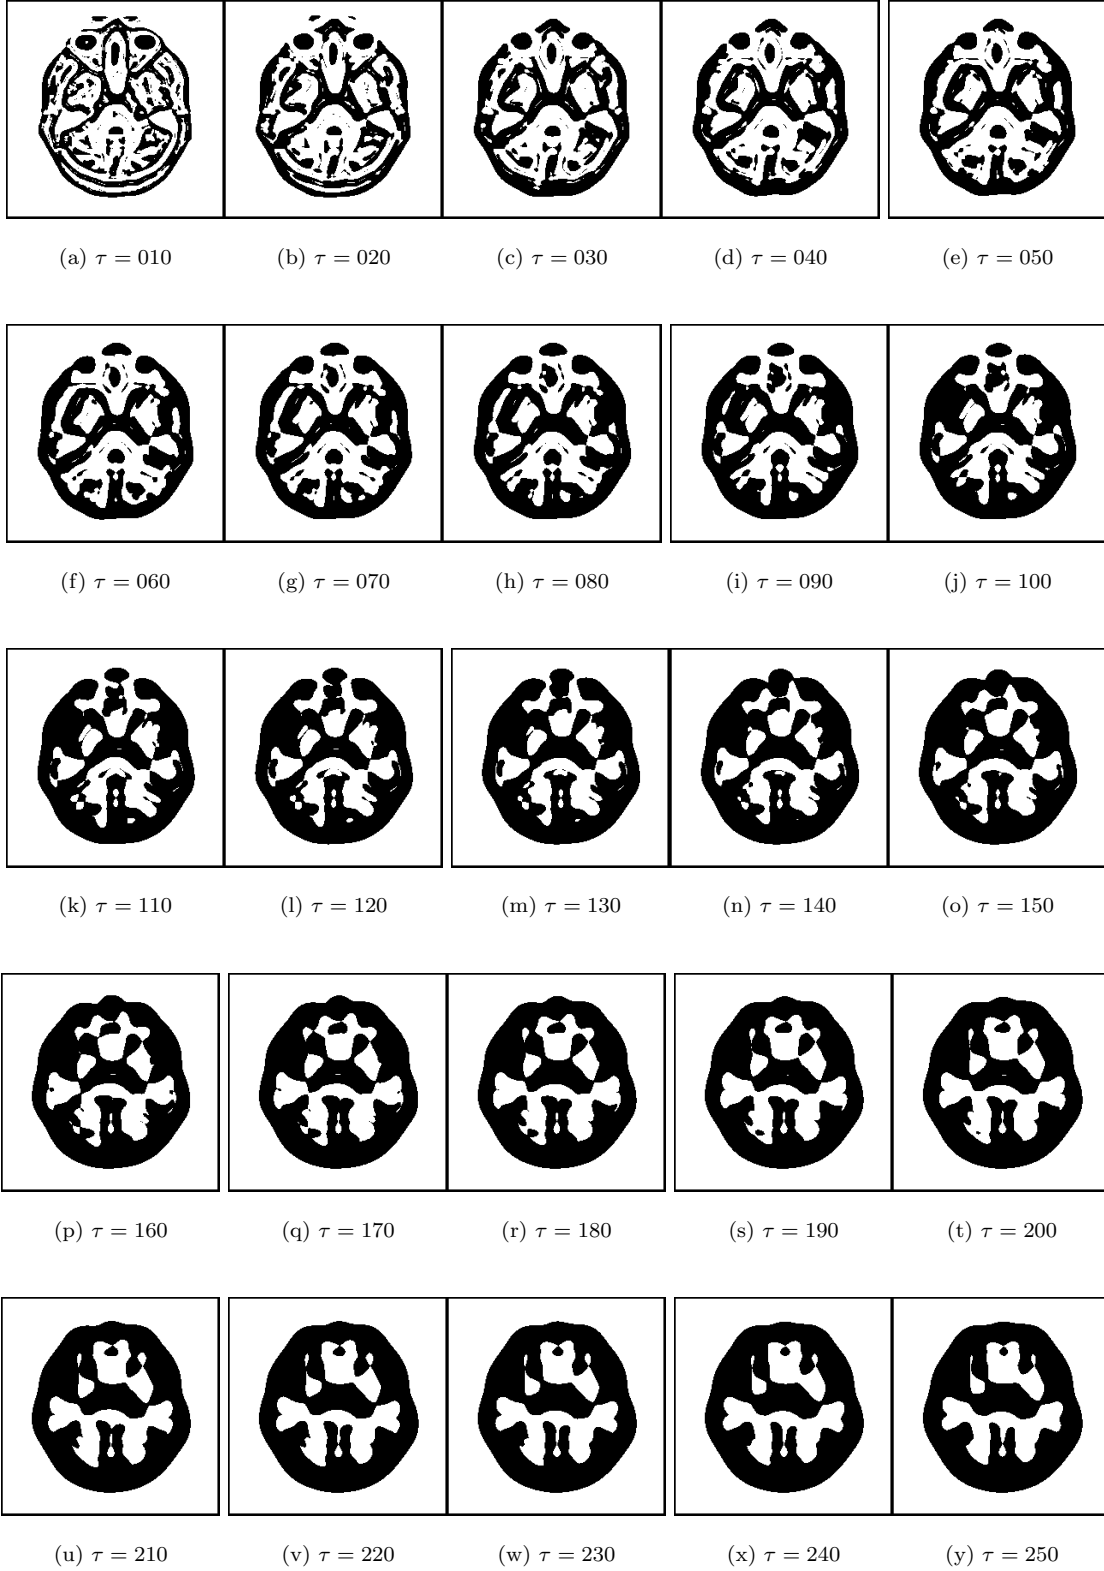 (a) τ = 010 (b) τ = 020 (c) τ = 030 (d) τ = 040 (e) τ = 050
(f) τ = 060 (g) τ = 070 (h) τ = 080 (i) τ = 090 (j) τ = 100
(k) τ = 110 (l) τ = 120 (m) τ = 130 (n) τ = 140 (o) τ = 150
(p) τ = 160 (q) τ = 170 (r) τ = 180 (s) τ = 190 (t) τ = 200
(u) τ = 210 (v) τ = 220 (w) τ = 230 (x) τ = 240 (y) τ = 250